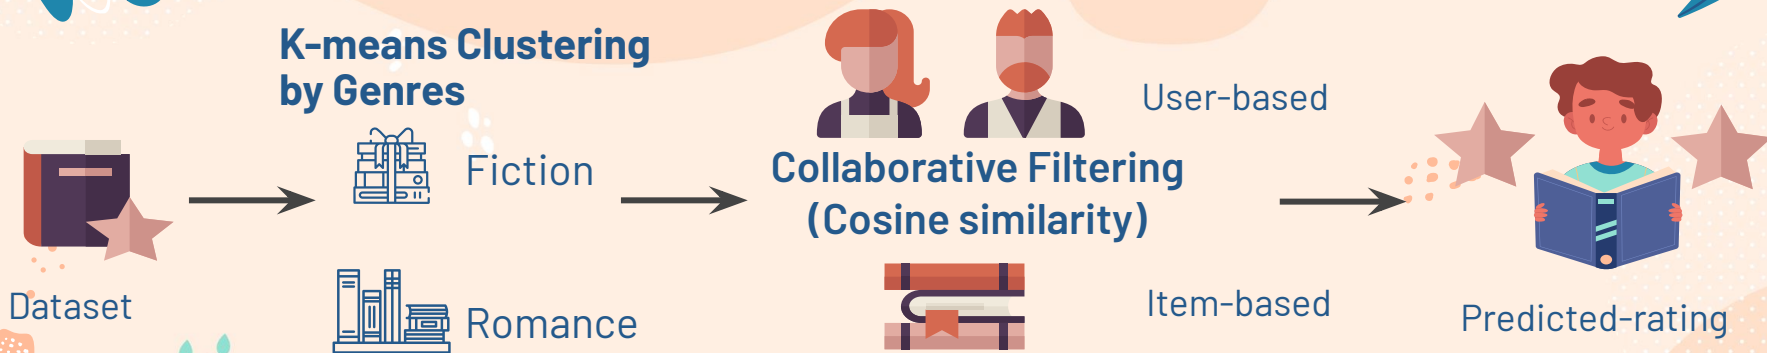 K-means Clustering
by Genres
Fiction
Romance
Dataset
User-based
Collaborative Filtering
(Cosine similarity)
Item-based
Predicted-rating